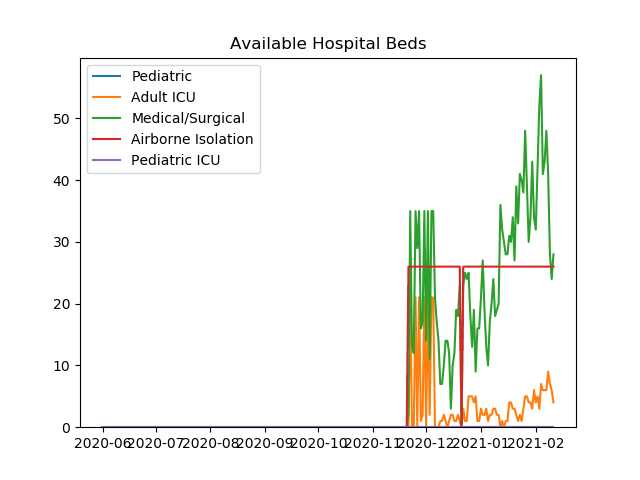 Available Hospital Beds
Pediatric
Adult ICU
Medical/Surgical
Airborne Isolation
Pediatric ICU
50
40
30
20
10
0
2020-06 2020-07 2020-08 2020-09 2020-10 2020-11 2020-12 2021-01 2021-02